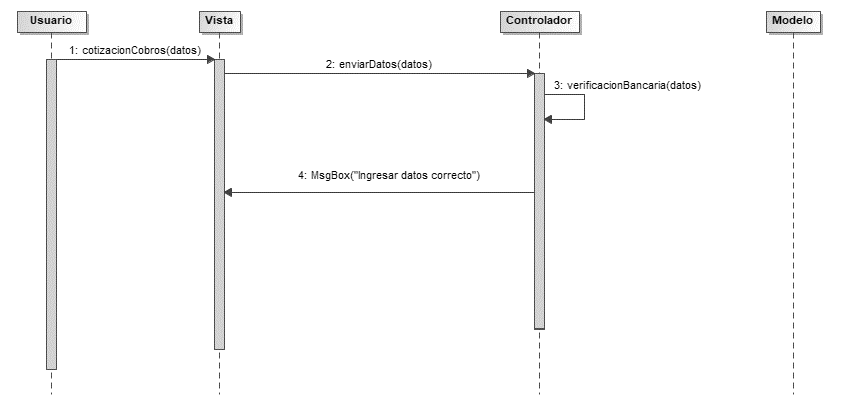 Usuario
Vista
Controlador
Modelo
1: cotizacionCobros(datos)
2: enviarDatos(datos)
3: verificacionBancaria(datos)
4: MsgBox("Ingresar datos correcto")